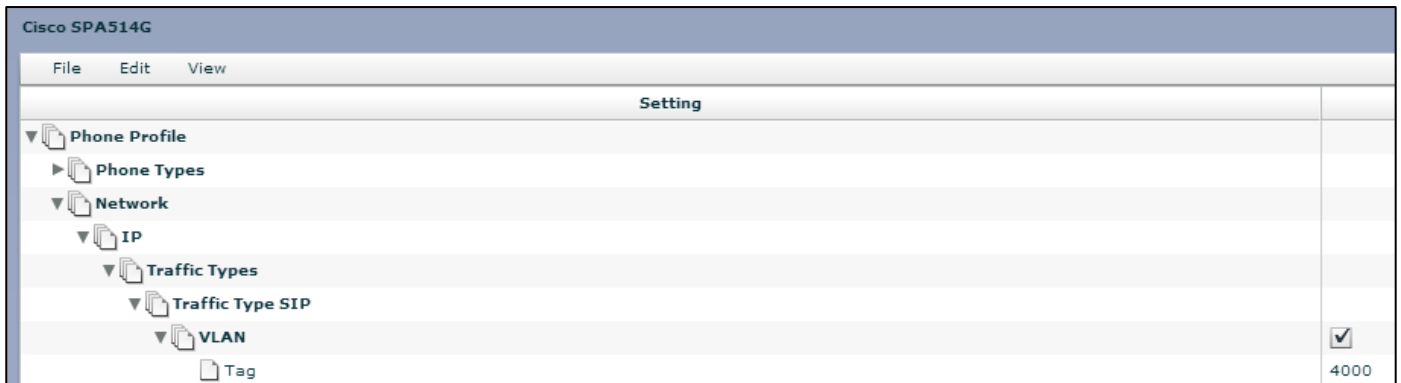 Cisco SPA514G
File Edit View
Setting
Phone Profile
Phone Types
Network
IP
Traffic Types
Traffic Type SIP
VLAN
Tag 4000